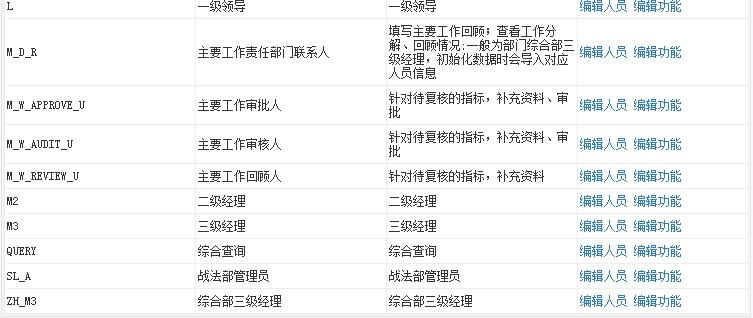 L 一级领导 一级领导 编辑人员 编辑功能
M_D_R 主要工作责任部门联系人 填写主要工作回顾；查看工作分
解、回顾情况;一般为部门综合部三
级经理，初始化数据时会导入对应
人员信息 编辑人员 编辑功能
M_W_APPROVE_U 主要工作审批人 针对待复核的指标，补充资料、审
批 编辑人员 编辑功能
M_W_AUDIT_U 主要工作审核人 针对待复核的指标，补充资料、审
批 编辑人员 编辑功能
M_W_REVIEW_U 主要工作回顾人 针对待复核的指标，补充资料 编辑人员 编辑功能
M2 二级经理 二级经理 编辑人员 编辑功能
M3 三级经理 三级经理 编辑人员 编辑功能
QUERY 综合查询 综合查询 编辑人员 编辑功能
SL_A 战法部管理员 战法部管理员 编辑人员 编辑功能
ZH_M3 综合部三级经理 综合部三级经理 编辑人员 编辑功能